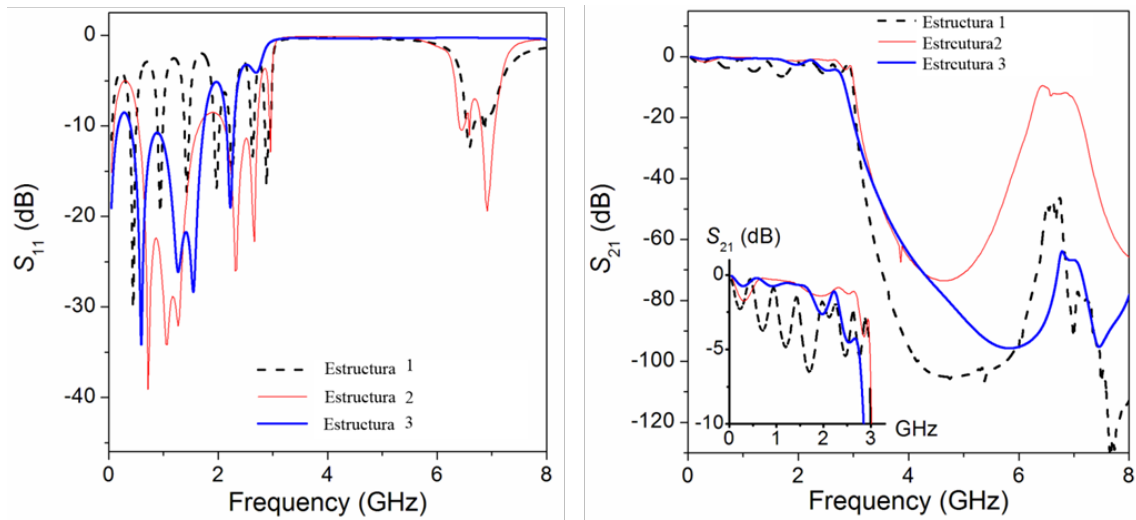 0
-10
-20
-30
-40
S11 (dB)
Estructura 1
Estructura 2
Estructura 3
0 2 4 6 8
Frequency (GHz)
Estructura 1
Estrcutura2
Estrcutura 3
0
-20
-40
-60
-80
-100
-120
S21 (dB)
S21 (dB)
0
-5
-10
0 1 2 3 GHz
0 2 4 6 8
Frequency (GHz)